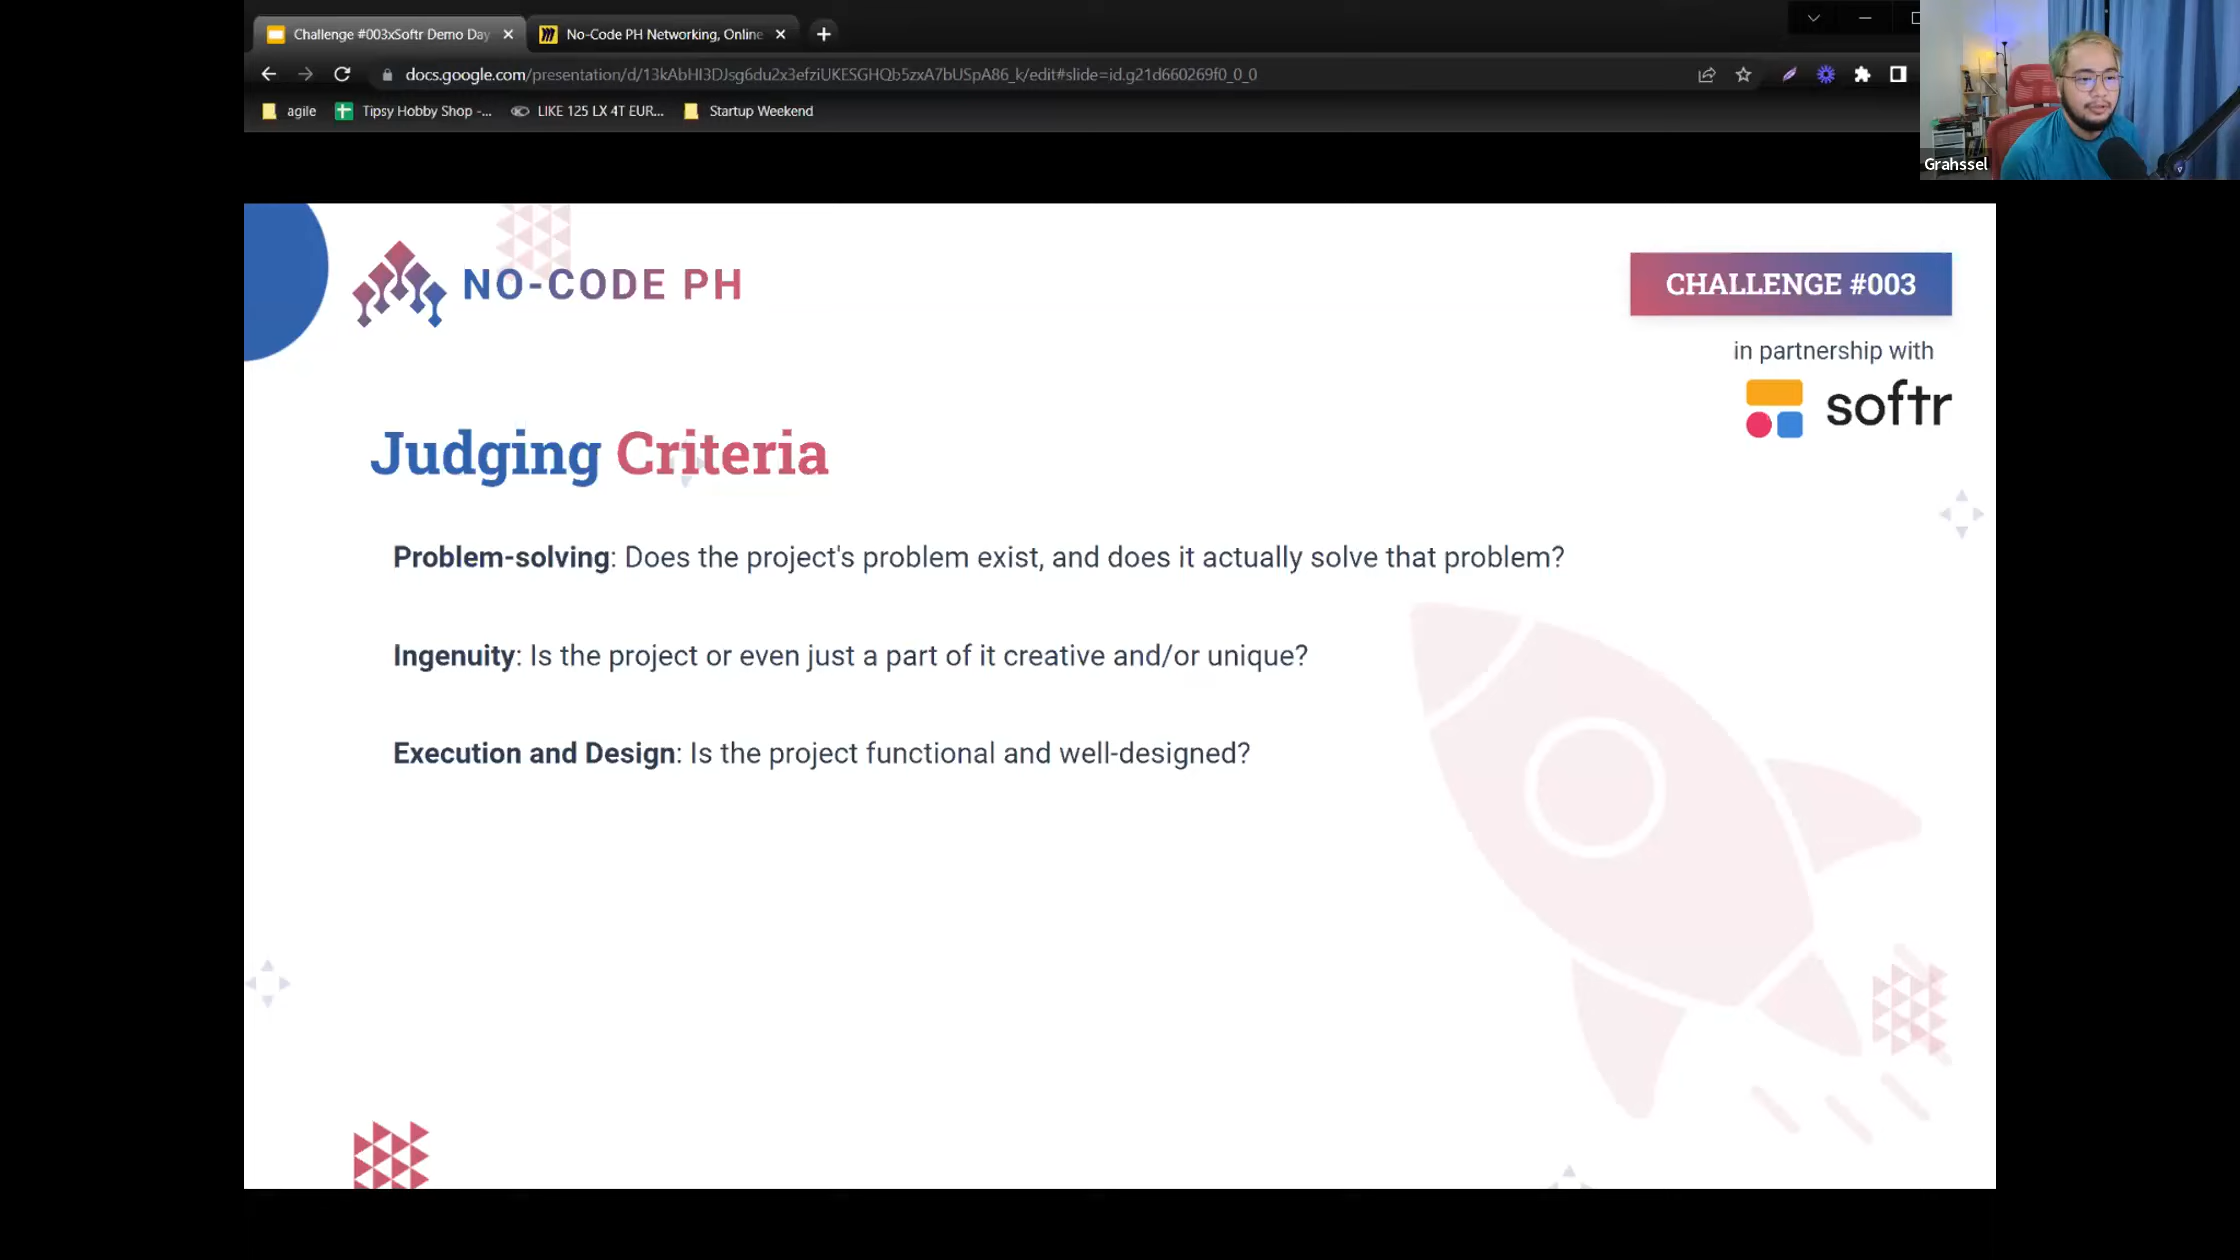 Challenge #003xSoftr Demo Day
No-Code PH Networking, Online
docs.google.com/presentation/d/13kAbHI3DJsg6du2x3efziUKESGHQb5zxA7bUSpA86_k/edit#slide=id.g21d660269f0_0_0
agile
Tipsy Hobby Shop -...
LIKE 125 LX 4T EUR...
Startup Weekend
Grahssel
NO-CODE PH
CHALLENGE #003
in partnership with
softr
Judging Criteria
Problem-solving: Does the project's problem exist, and does it actually solve that problem?
Ingenuity: Is the project or even just a part of it creative and/or unique?
Execution and Design: Is the project functional and well-designed?